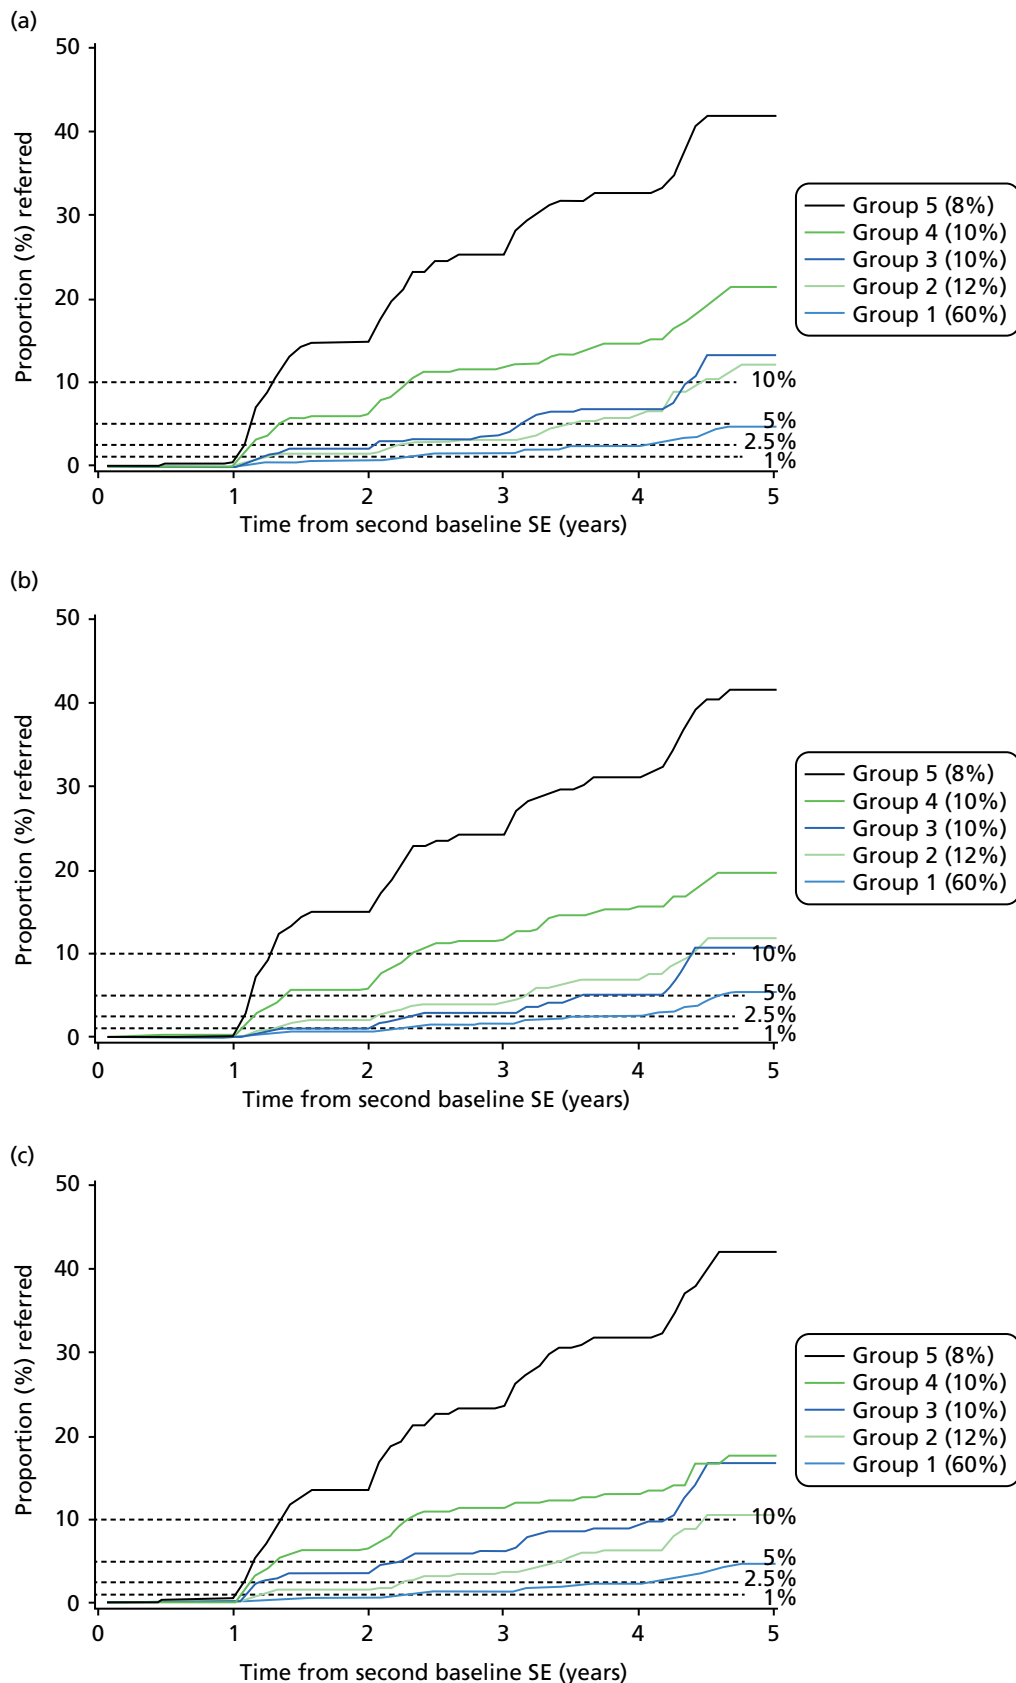 (a)
50
40
30
20
10
0
Proportion (%) referred
10%
5%
2.5%
1%
0 1 2 3 4 5
Time from second baseline SE (years)
Group 5 (8%)
Group 4 (10%)
Group 3 (10%)
Group 2 (12%)
Group 1 (60%)
(b)
50
40
30
20
10
0
Proportion (%) referred
10%
5%
2.5%
1%
0 1 2 3 4 5
Time from second baseline SE (years)
Group 5 (8%)
Group 4 (10%)
Group 3 (10%)
Group 2 (12%)
Group 1 (60%)
(c)
50
40
30
20
10
0
Proportion (%) referred
10%
5%
2.5%
1%
0 1 2 3 4 5
Time from second baseline SE (years)
Group 5 (8%)
Group 4 (10%)
Group 3 (10%)
Group 2 (12%)
Group 1 (60%)